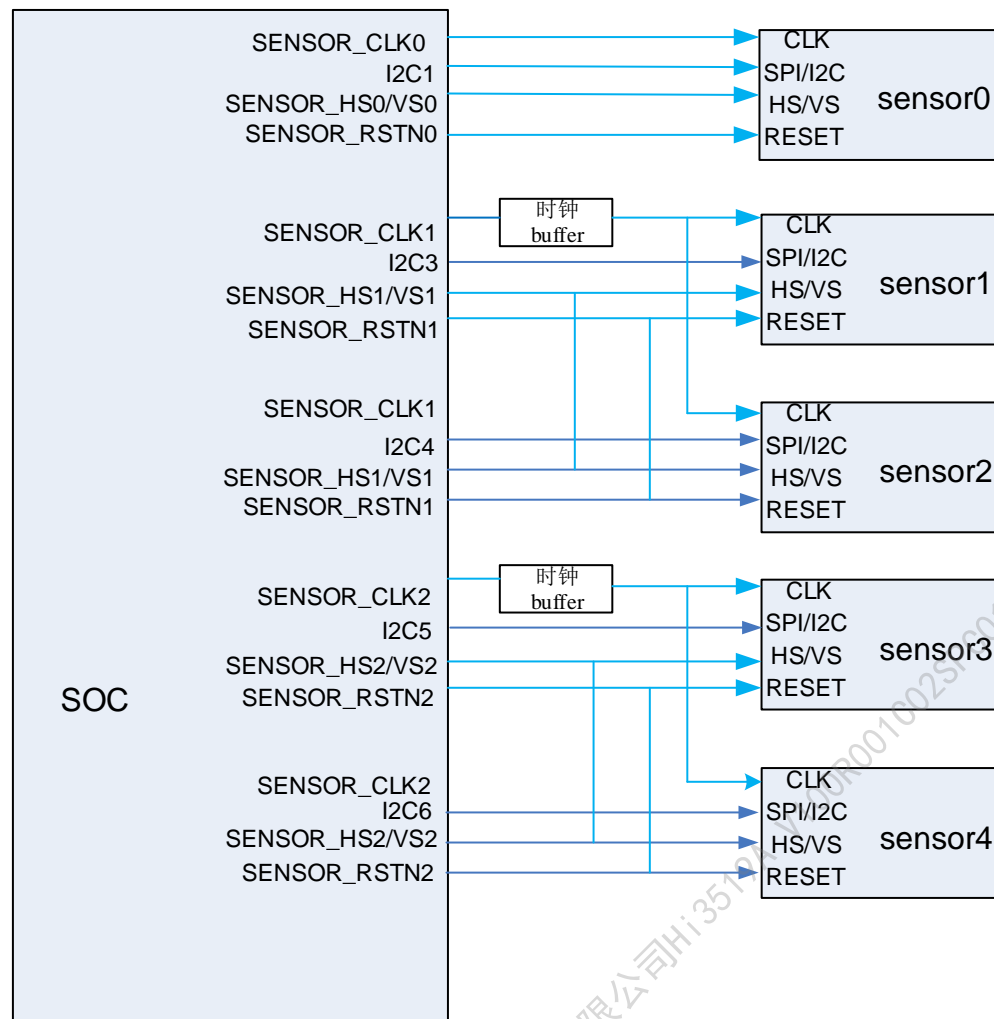 SENSOR_CLK0
I2C1
SENSOR_HS0/VS0
SENSOR_RSTN0
CLK
SPI/I2C
HS/VS
RESET
sensor0
SENSOR_CLK1
I2C3
SENSOR_HS1/VS1
SENSOR_RSTN1
时钟
buffer
CLK
SPI/I2C
HS/VS
RESET
sensor1
SENSOR_CLK1
I2C4
SENSOR_HS1/VS1
SENSOR_RSTN1
CLK
SPI/I2C
HS/VS
RESET
sensor2
SENSOR_CLK2
I2C5
SENSOR_HS2/VS2
SENSOR_RSTN2
时钟
buffer
CLK
SPI/I2C
HS/VS
RESET
sensor3
SOC
SENSOR_CLK2
I2C6
SENSOR_HS2/VS2
SENSOR_RSTN2
CLK
SPI/I2C
HS/VS
RESET
sensor4